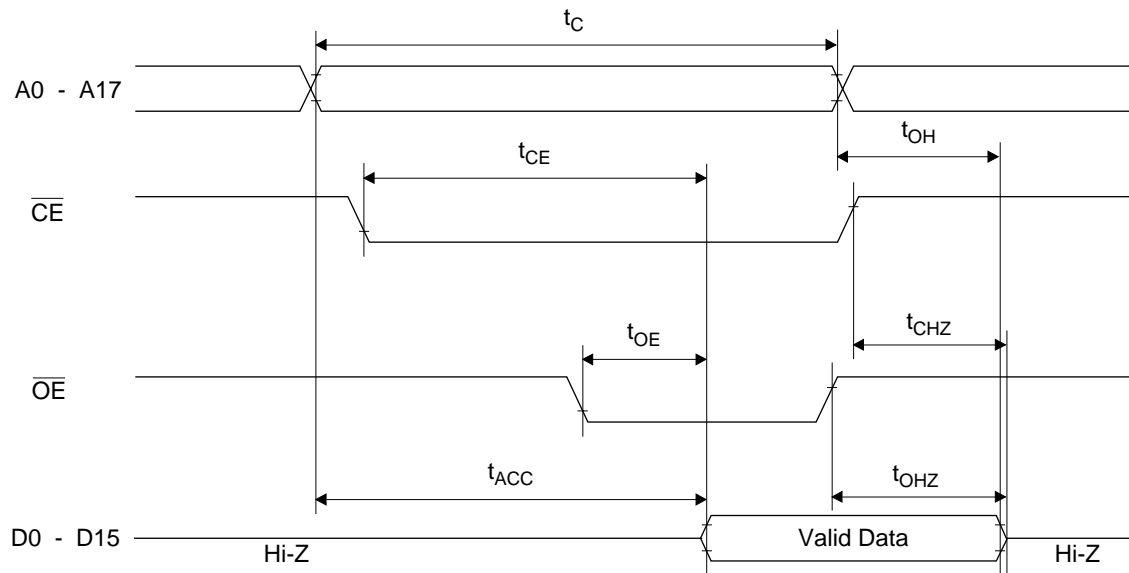 tC
A0 - A17
tOH
tCE
CE
tCHZ
tOE
OE
tACC
tOHZ
D0 - D15
Valid Data
Hi-Z
Hi-Z